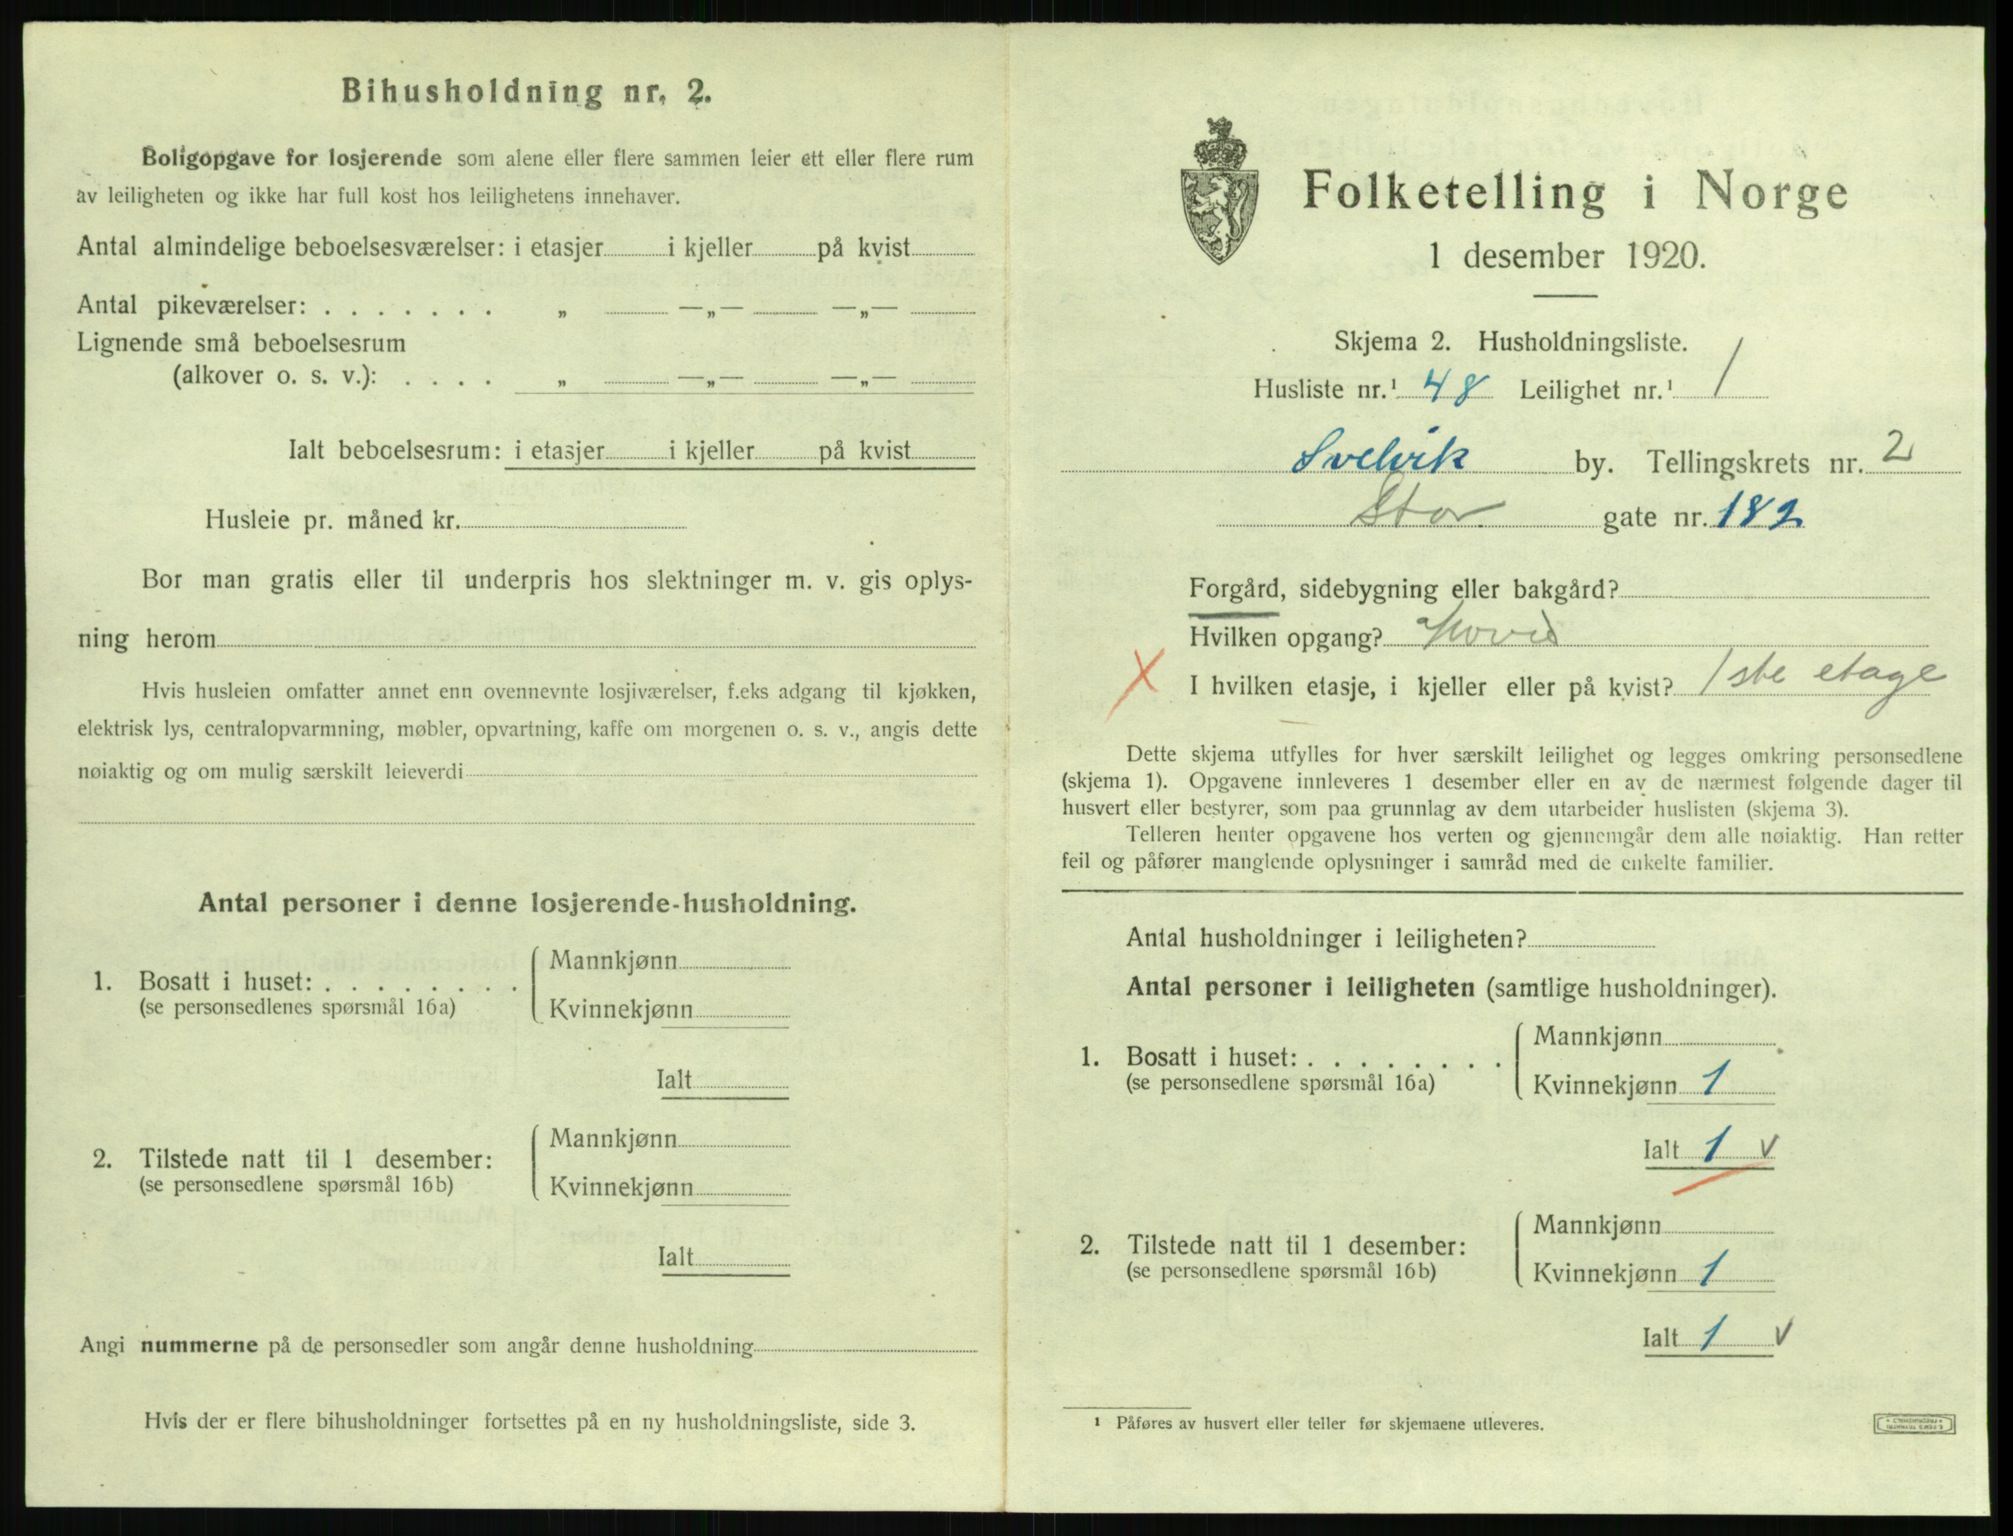 Bihusholdning nr. 2.
Boligopgave for losjerende som alene eller flere sammen leier ett eller flere rum
av leiligheten og ikke har full kost hos leilighetens innehaver.
Antal almindelige beboelsesværelser: i etasjer i kjeller på kvist
Antal pikeværelser: . . . . . . . „ —„— —„—
Lignende små beboelsesrum
(alkover o. s. v.): . . . . „ —„— —„—
Ialt beboelsesrum: i etasjer i kjeller på kvist
Husleie pr. måned kr.
Bor man gratis eller til underpris hos slektninger m. v. gis oplys-
ning herom
Hvis husleien omfatter annet enn ovennevnte losjiværelser, f.eks adgang til kjøkken,
elektrisk lys, centralopvarmning, møbler, opvartning, kaffe om morgenen o. s. v., angis dette
nøiaktig og om mulig særskilt leieverdi
Antal personer i denne losjerende-husholdning.
1. Bosatt i huset: . . . . . . . .
(se personsedlenes spørsmål 16a)
Mannkjønn
Kvinnekjønn
Ialt
2. Tilstede natt til 1 desember:
(se personsedlene spørsmål 16b)
Mannkjønn
Kvinnekjønn
Ialt
Angi nummerne på de personsedler som angår denne husholdning
Hvis der er flere bihusholdninger fortsettes på en ny husholdningsliste, side 3.
Folketelling i Norge
1 desember 1920.
Skjema 2. Husholdningsliste.
Husliste nr.¹ 48 Leilighet nr.¹ 1
Svelvik by. Tellingskrets nr. 2
Stor gate nr. 182
Forgård, sidebygning eller bakgård?
Hvilken opgang?
I hvilken etasje, i kjeller eller på kvist? 1ste etage
Dette skjema utfylles for hver særskilt leilighet og legges omkring personsedlene
(skjema 1). Opgavene innleveres 1 desember eller en av de nærmest følgende dager til
husvert eller bestyrer, som paa grunnlag av dem utarbeider huslisten (skjema 3).
Telleren henter opgavene hos verten og gjennemgår dem alle nøiaktig. Han retter
feil og påfører manglende oplysninger i samråd med de enkelte familier.
Antal husholdninger i leiligheten?
Antal personer i leiligheten (samtlige husholdninger).
1. Bosatt i huset: . . . . . . . .
(se personsedlene spørsmål 16a)
Mannkjønn
Kvinnekjønn 1
Ialt 1 v
2. Tilstede natt til 1 desember:
(se personsedlene spørsmål 16b)
Mannkjønn
Kvinnekjønn 1
Ialt 1 v
¹ Påføres av husvert eller teller før skjemaene utleveres.